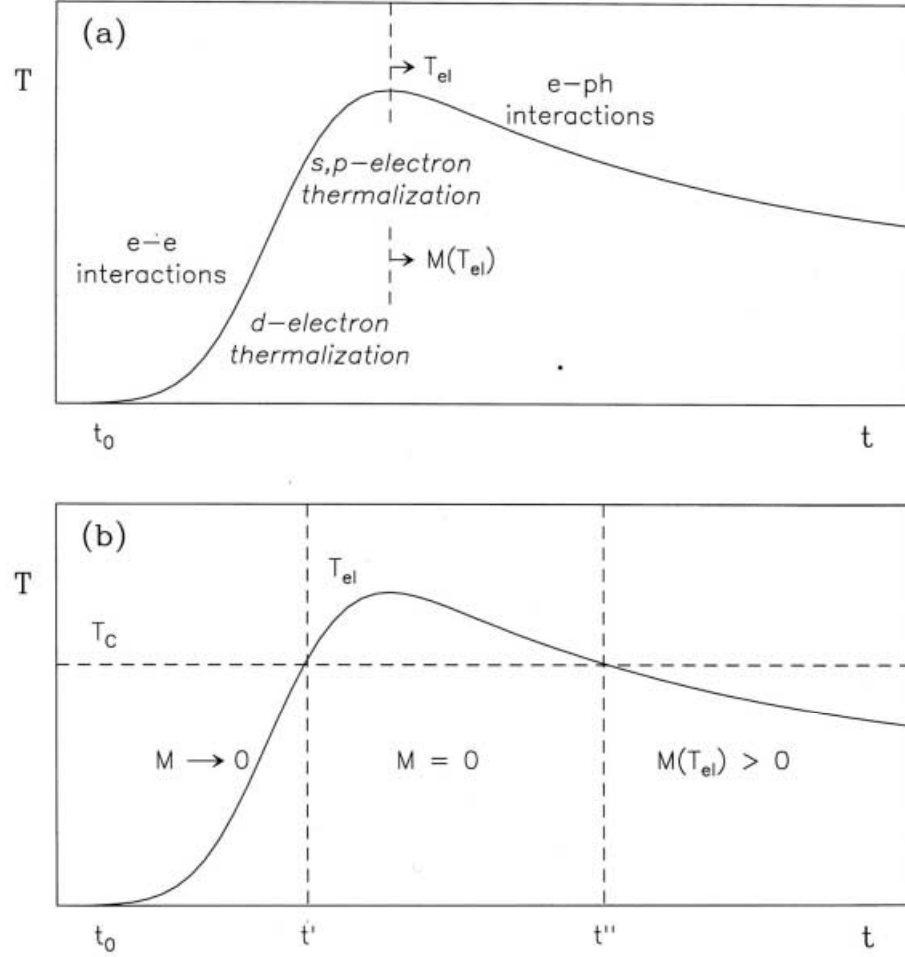 (a)
T
T_el
e-ph
interactions
s,p-electron
thermalization
e-e
interactions
M(T_el)
d-electron
thermalization
t_0
t
(b)
T
T_el
T_C
M → 0
M = 0
M(T_el) > 0
t_0
t'
t''
t